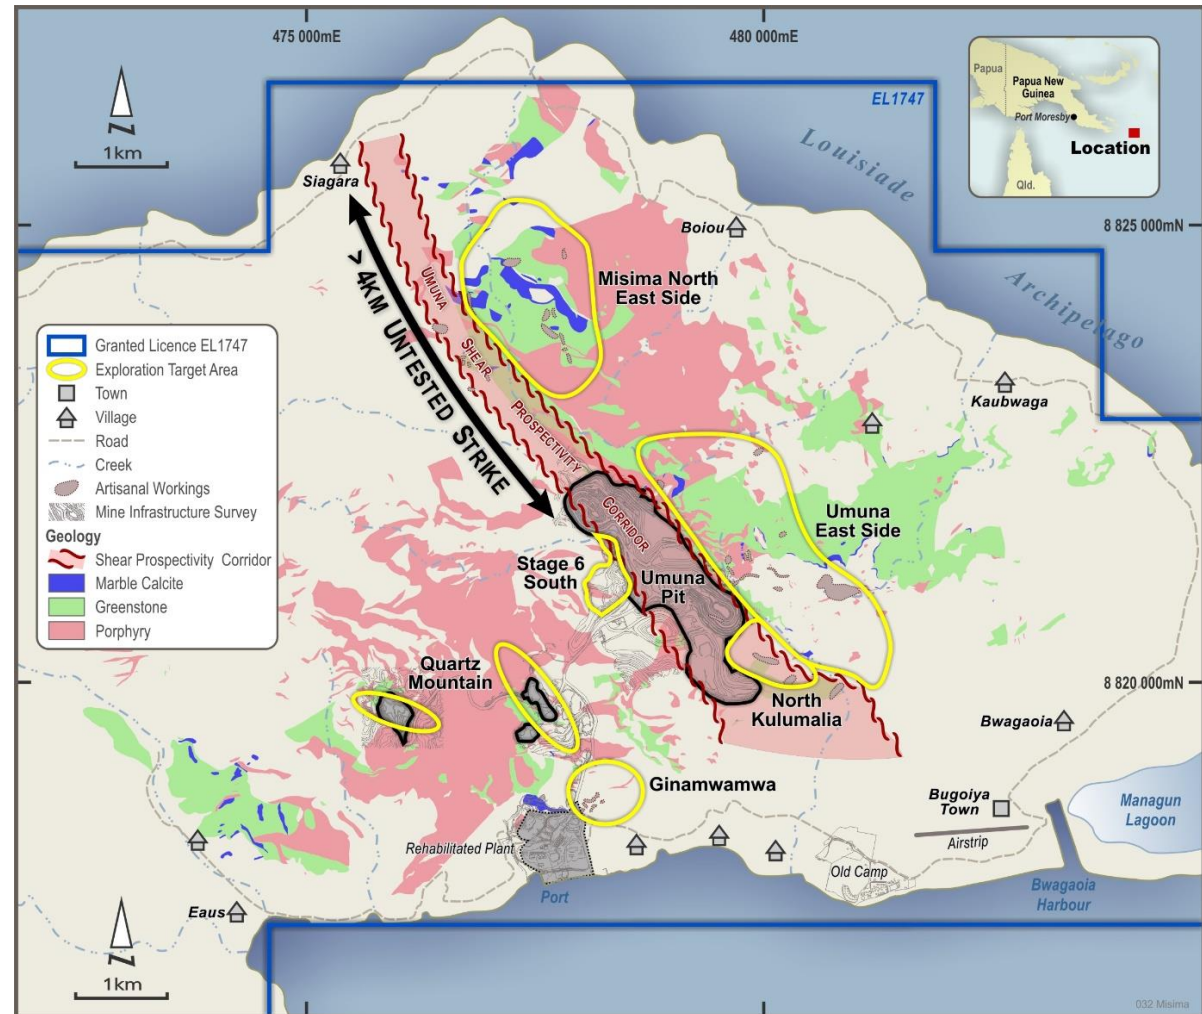 475 000mE
480 000mE
EL1747
Papua
Papua New
Guinea
Port Moresby
Location
Qld.
1km
Siagara
Louisiade
Archipelago
Boiou
8 825 000mN
Misima North
East Side
> 4KM UNTESTED STRIKE
UMUNA
SHEAR
PROSPECTIVITY
CORRIDOR
Kaubwaga
Granted Licence EL1747
Exploration Target Area
Town
Village
Road
Creek
Artisanal Workings
Mine Infrastructure Survey
Geology
Shear Prospectivity Corridor
Marble Calcite
Greenstone
Porphyry
Umuna
East Side
Stage 6
South
Umuna
Pit
Quartz
Mountain
North
Kulumalia
8 820 000mN
Bwagaoia
Ginamwamwa
Bugoiya
Town
Managun
Lagoon
Airstrip
Rehabilitated Plant
Old Camp
Port
Bwagaoia
Harbour
Eaus
N
1km
N
032 Misima